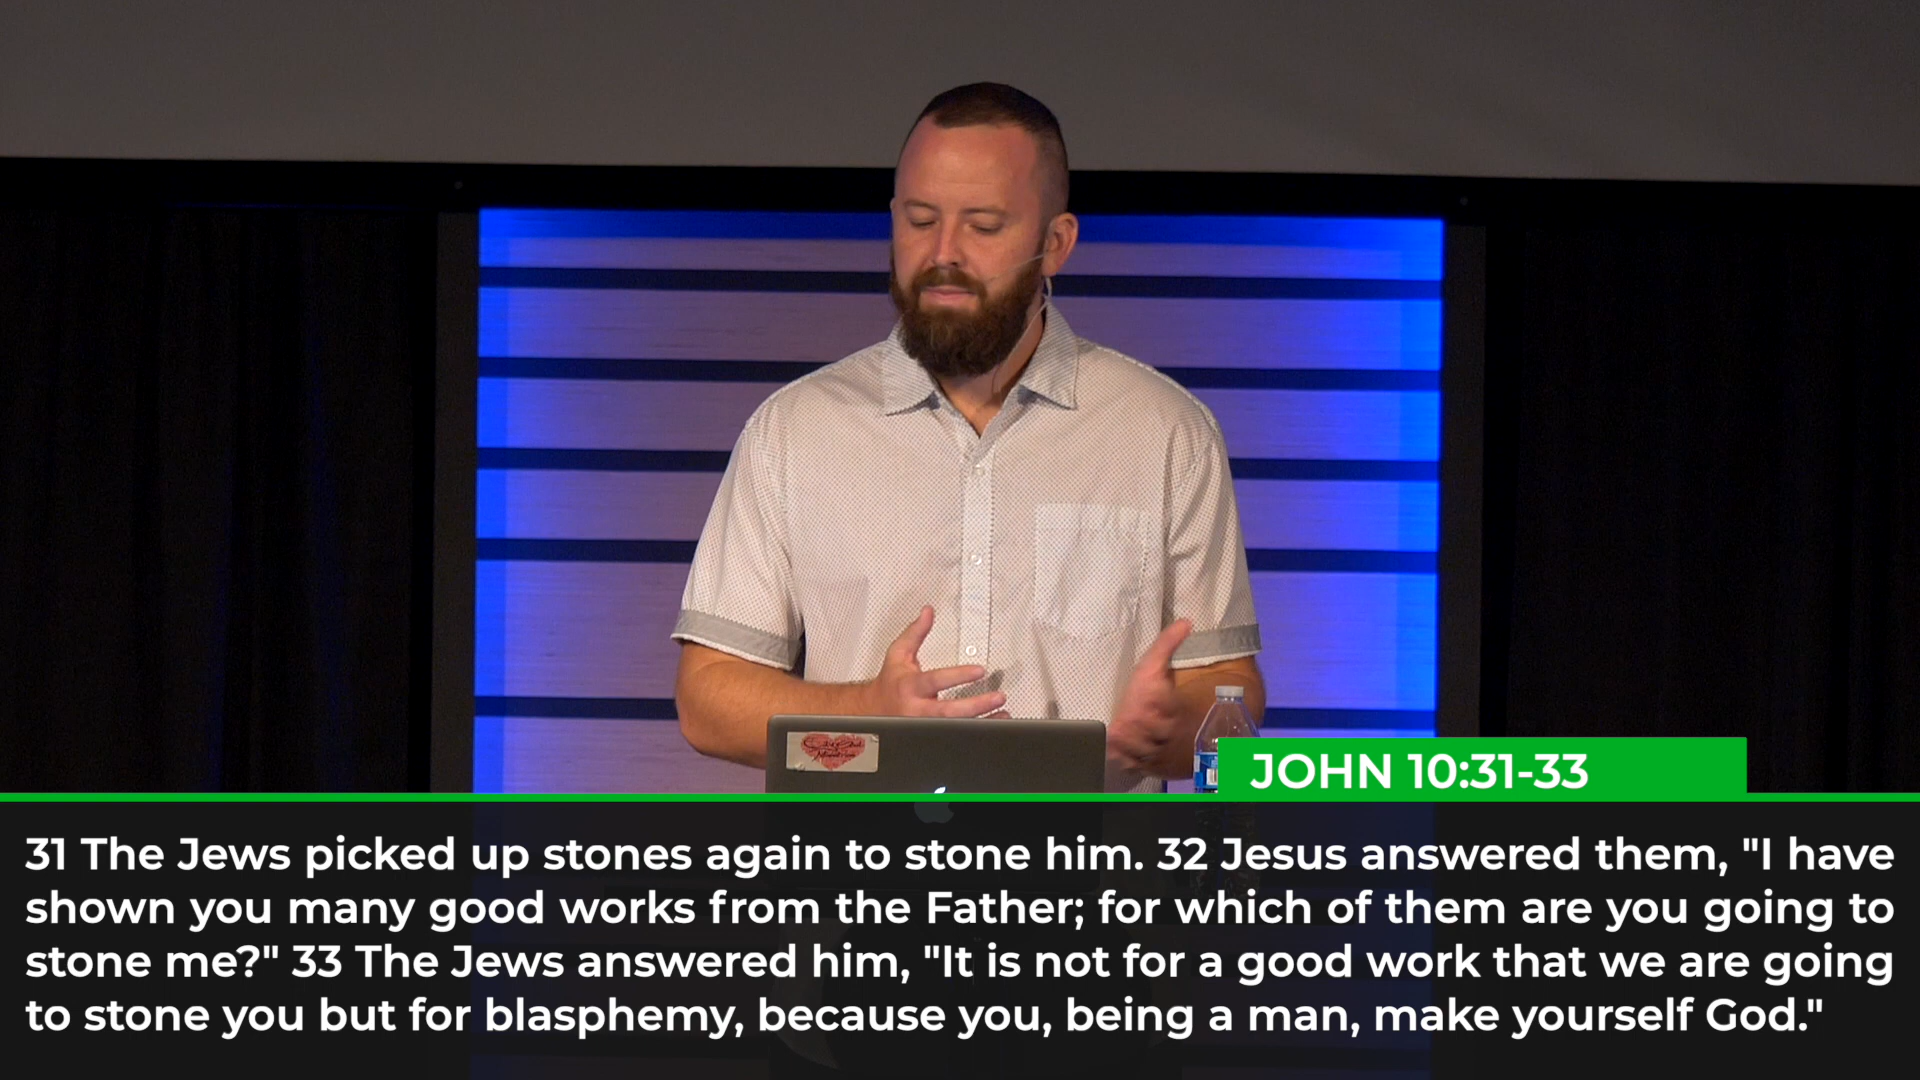 JOHN 10:31-33
31 The Jews picked up stones again to stone him. 32 Jesus answered them, "I have
shown you many good works from the Father; for which of them are you going to
stone me?" 33 The Jews answered him, "It is not for a good work that we are going
to stone you but for blasphemy, because you, being a man, make yourself God."